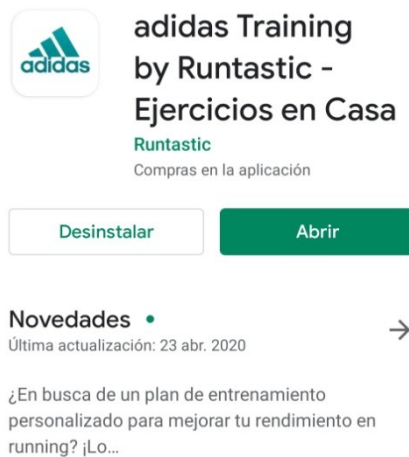 adidas
adidas Training
by Runtastic -
Ejercicios en Casa
Runtastic
Compras en la aplicación
Desinstalar
Abrir
Novedades
Última actualización: 23 abr. 2020
¿En busca de un plan de entrenamiento
personalizado para mejorar tu rendimiento en
running? ¡Lo...